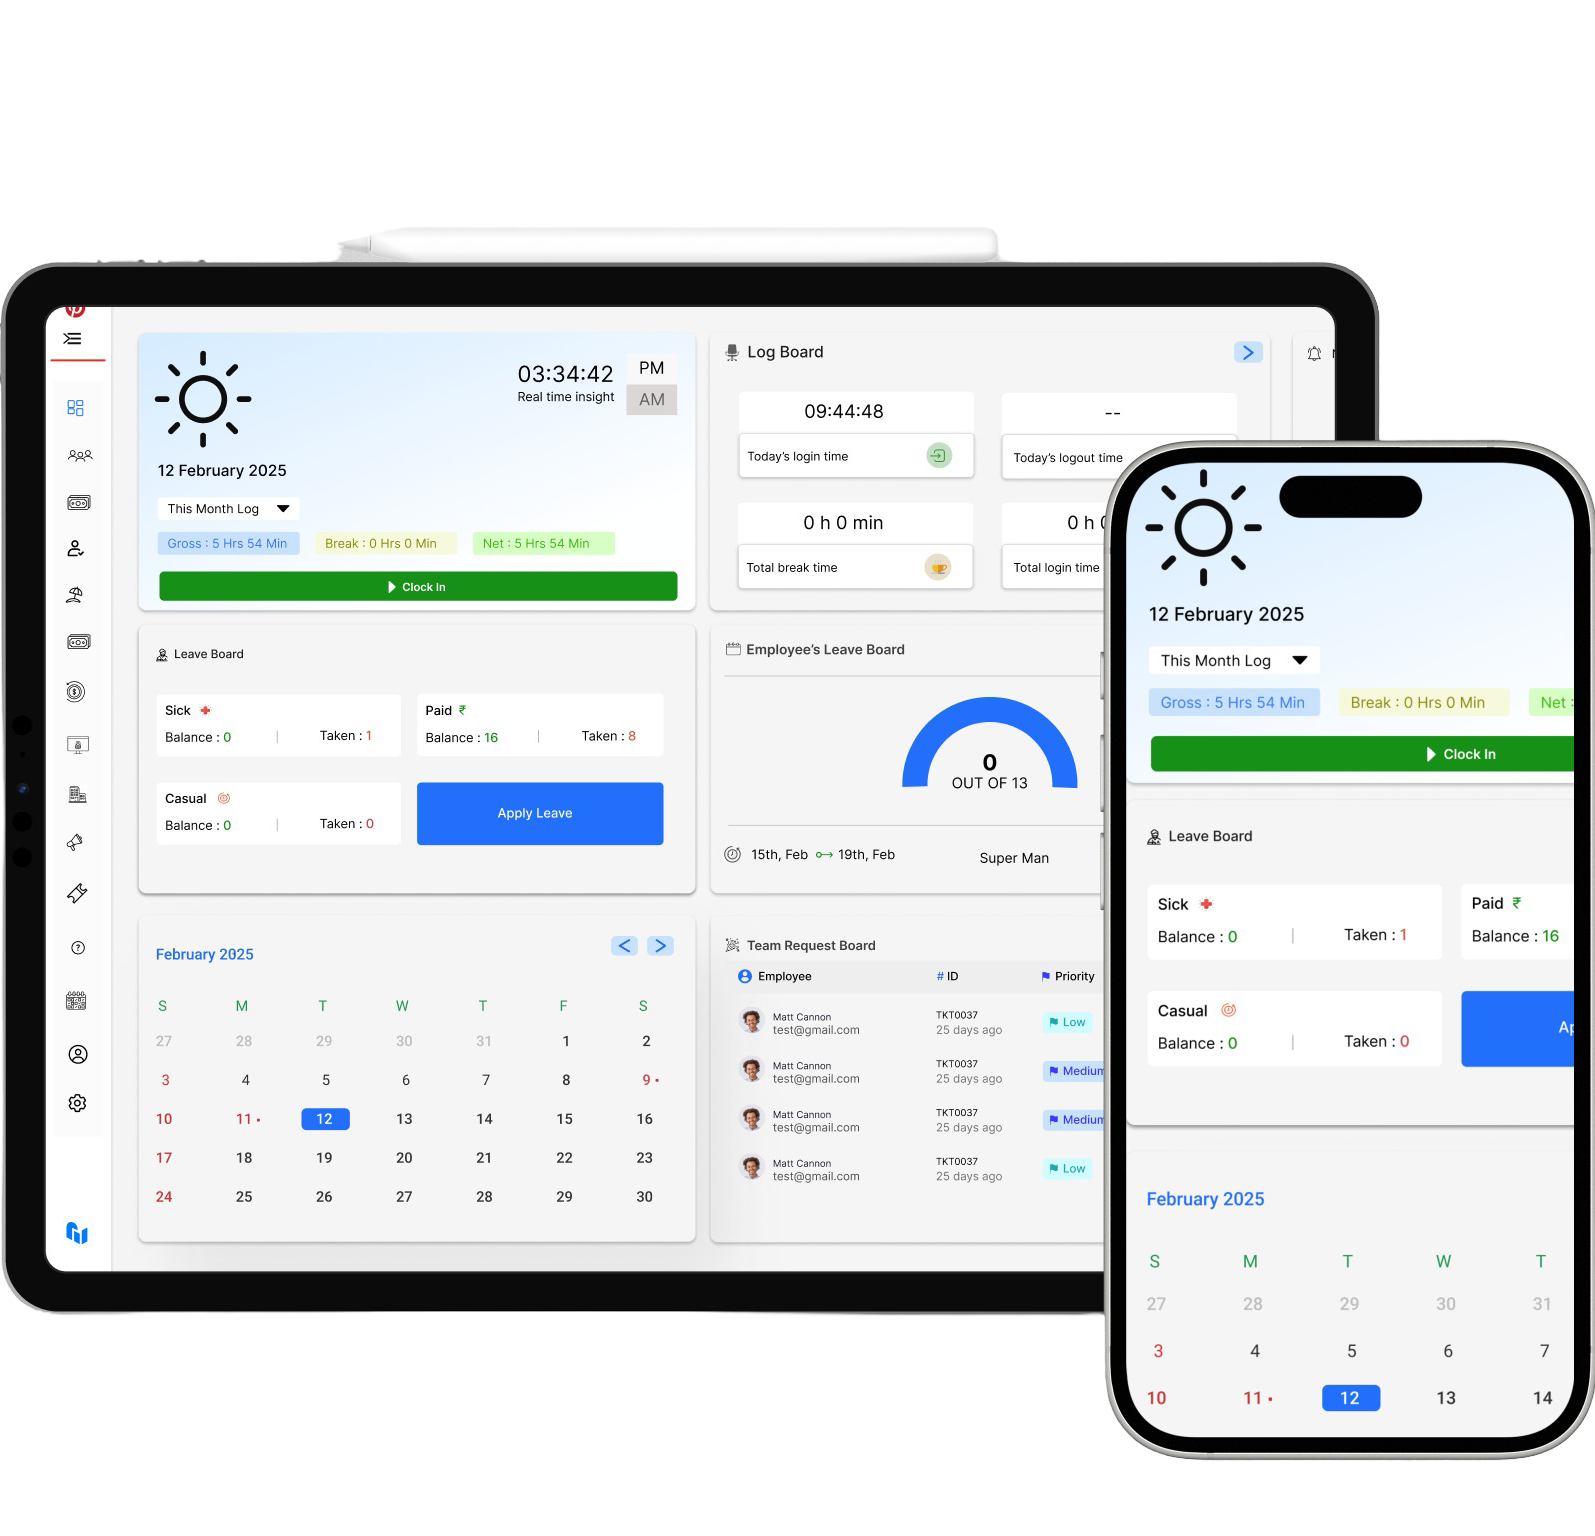 03:34:42
PM
Real time insight
AM
12 February 2025
This Month Log
Gross : 5 Hrs 54 Min
Break : 0 Hrs 0 Min
Net : 5 Hrs 54 Min
Clock In
Log Board
09:44:48
Today's login time
--
Today's logout time
0 h 0 min
Total break time
0 h 0
Total login time
Leave Board
Sick
Balance : 0 | Taken : 1
Paid ₹
Balance : 16 | Taken : 8
Casual
Balance : 0 | Taken : 0
Apply Leave
Employee's Leave Board
0
OUT OF 13
15th, Feb 19th, Feb
Super Man
February 2025
< >
S M T W T F S
27 28 29 30 31 1 2
3 4 5 6 7 8 9
10 11 12 13 14 15 16
17 18 19 20 21 22 23
24 25 26 27 28 29 30
Team Request Board
Employee # ID Priority
Matt Cannon TKT0037
test@gmail.com 25 days ago Low
Matt Cannon TKT0037
test@gmail.com 25 days ago Medium
Matt Cannon TKT0037
test@gmail.com 25 days ago Medium
Matt Cannon TKT0037
test@gmail.com 25 days ago Low
12 February 2025
This Month Log
Gross : 5 Hrs 54 Min
Break : 0 Hrs 0 Min
Net :
Clock In
Leave Board
Sick
Balance : 0 | Taken : 1
Paid ₹
Balance : 16
Casual
Balance : 0 | Taken : 0
Ap
February 2025
S M T W T
27 28 29 30 31
3 4 5 6 7
10 11 12 13 14